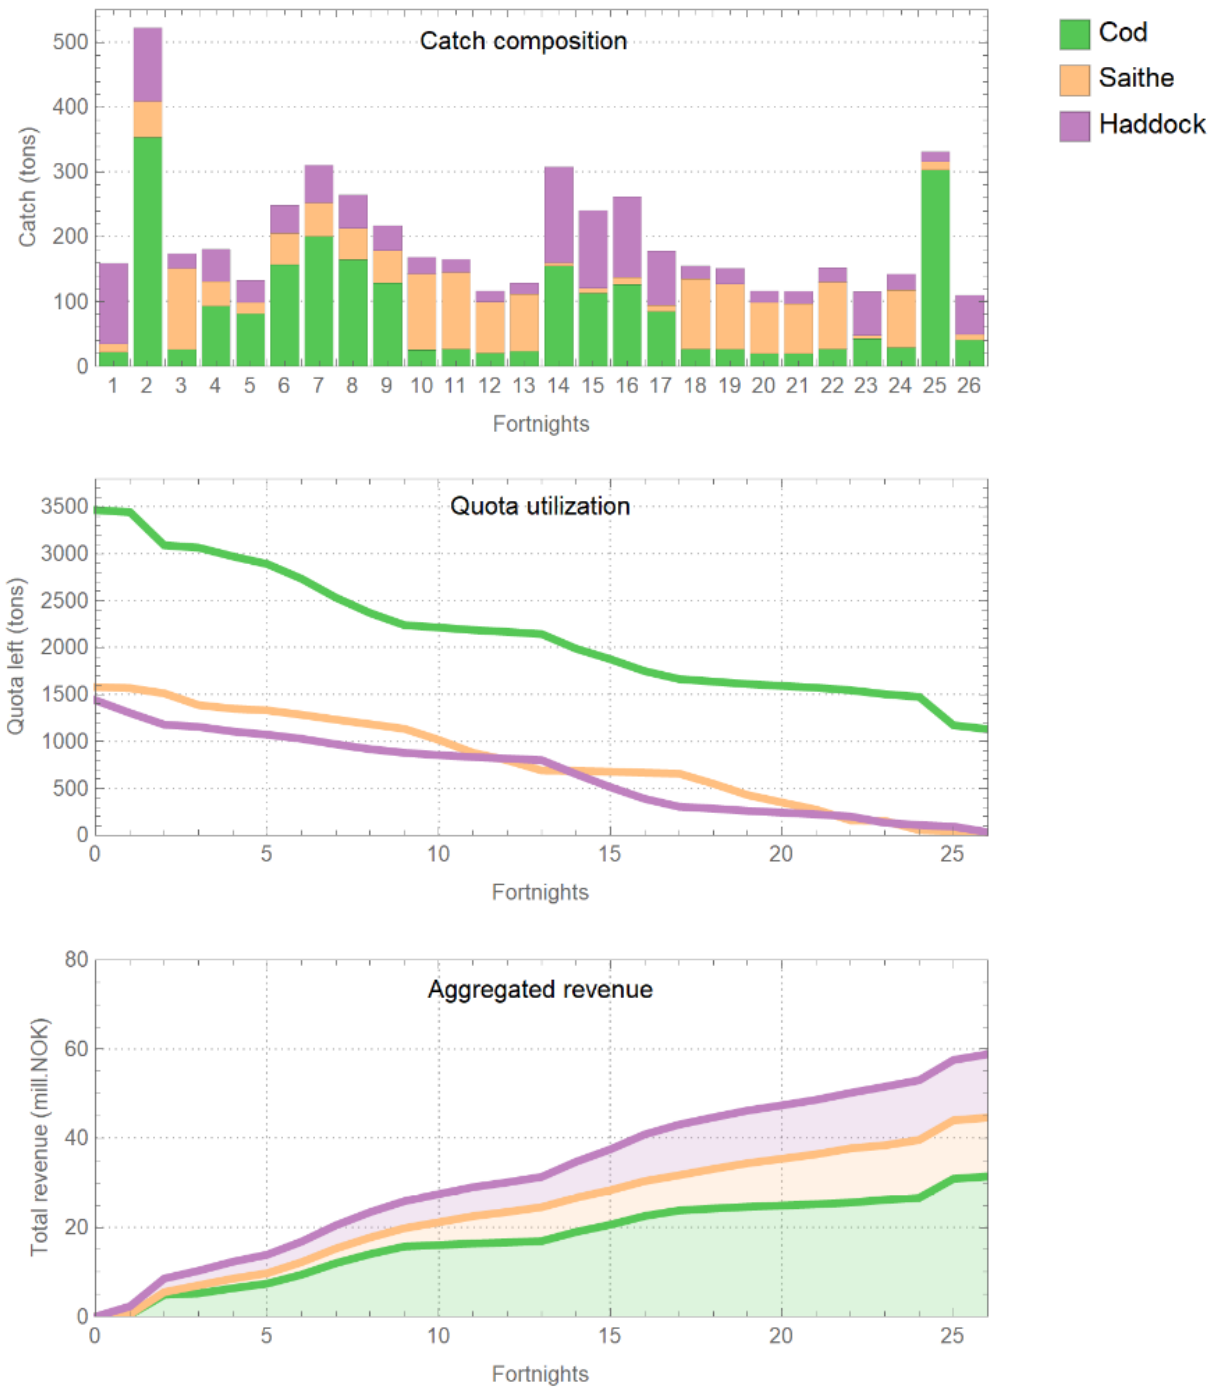 Catch composition
Cod
Saithe
Haddock
Catch (tons)
500
400
300
200
100
0
1 2 3 4 5 6 7 8 9 10 11 12 13 14 15 16 17 18 19 20 21 22 23 24 25 26
Fortnights
Quota utilization
Quota left (tons)
3500
3000
2500
2000
1500
1000
500
0
0 5 10 15 20 25
Fortnights
Aggregated revenue
Total revenue (mill.NOK)
80
60
40
20
0
0 5 10 15 20 25
Fortnights